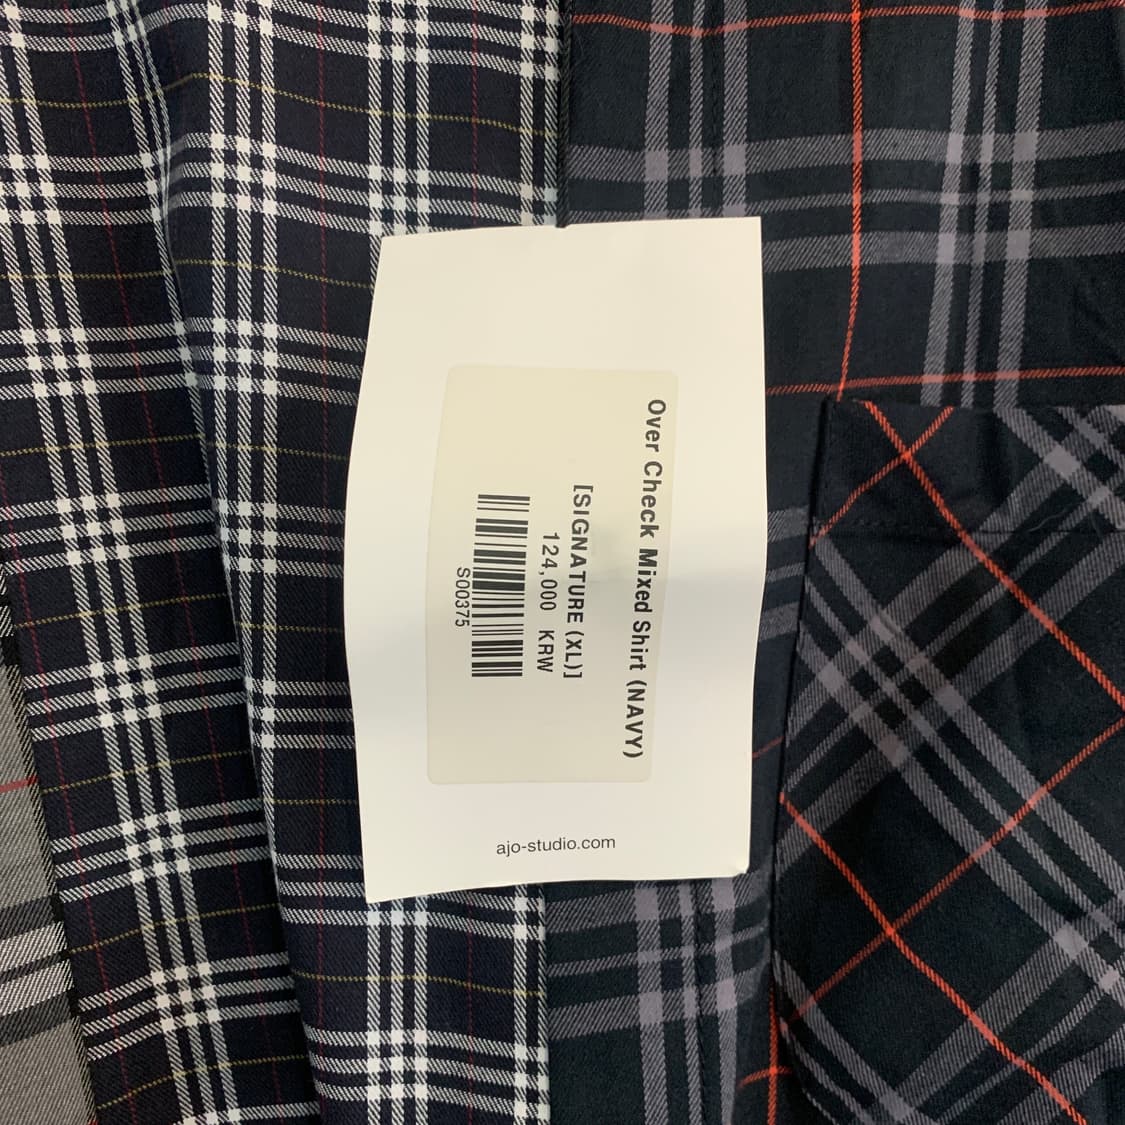 Over Check Mixed Shirt (NAVY)
[SIGNATURE (XL)]
124,000 KRW
S00375
ajo-studio.com